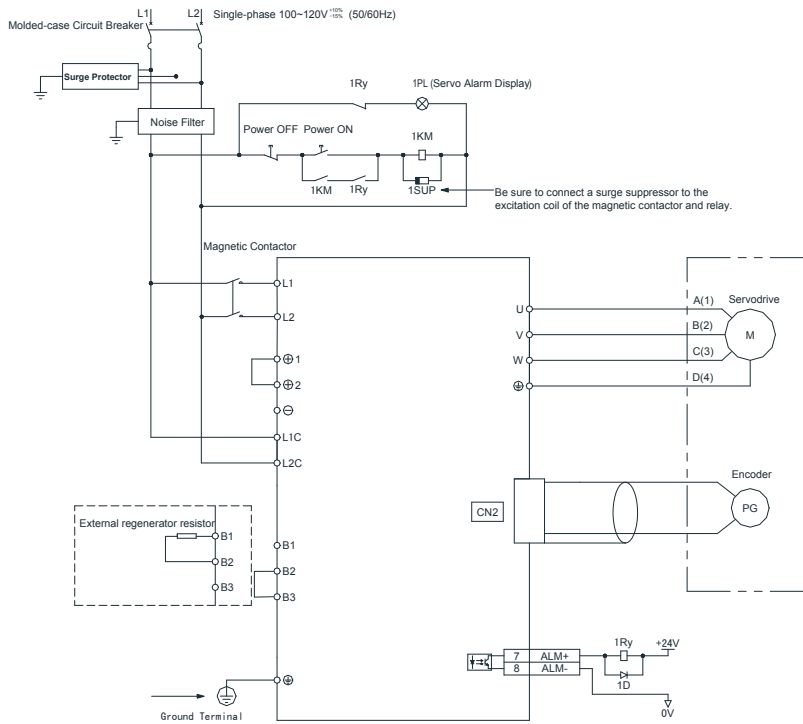 L1 L2 Single-phase 100~120V +10% -15% (50/60Hz)
Molded-case Circuit Breaker
Surge Protector
1Ry 1PL (Servo Alarm Display)
Noise Filter
Power OFF Power ON 1KM
1KM 1Ry 1SUP
Be sure to connect a surge suppressor to the
excitation coil of the magnetic contactor and relay.
Magnetic Contactor
L1
L2
⊕1
⊕2
⊖
L1C
L2C
U
V
W
A(1)
B(2)
C(3)
D(4)
Servodrive
M
Encoder
CN2
PG
External regenerator resistor
B1
B2
B3
B1
B2
B3
7 ALM+
8 ALM-
1Ry +24V
1D
0V
Ground Terminal